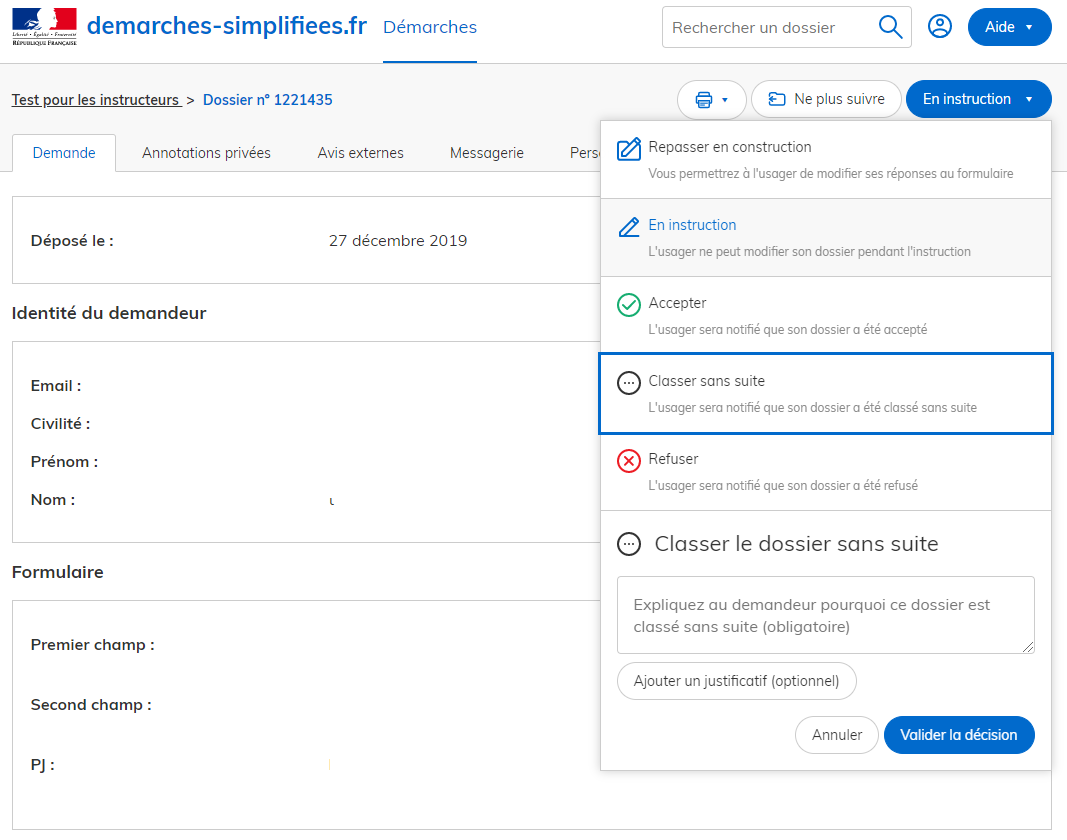 demarches-simplifiees.fr
Démarches
Rechercher un dossier
Aide
RÉPUBLIQUE FRANÇAISE
Test pour les instructeurs > Dossier n° 1221435
Ne plus suivre
En instruction
Demande
Annotations privées
Avis externes
Messagerie
Repasser en construction
Vous permettrez à l'usager de modifier ses réponses au formulaire
En instruction
L'usager ne peut modifier son dossier pendant l'instruction
Accepter
L'usager sera notifié que son dossier a été accepté
Classer sans suite
L'usager sera notifié que son dossier a été classé sans suite
Refuser
L'usager sera notifié que son dossier a été refusé
Classer le dossier sans suite
Expliquez au demandeur pourquoi ce dossier est
classé sans suite (obligatoire)
Ajouter un justificatif (optionnel)
Annuler
Valider la décision
Déposé le : 27 décembre 2019
Identité du demandeur
Email :
Civilité :
Prénom :
Nom :
Formulaire
Premier champ :
Second champ :
PJ :